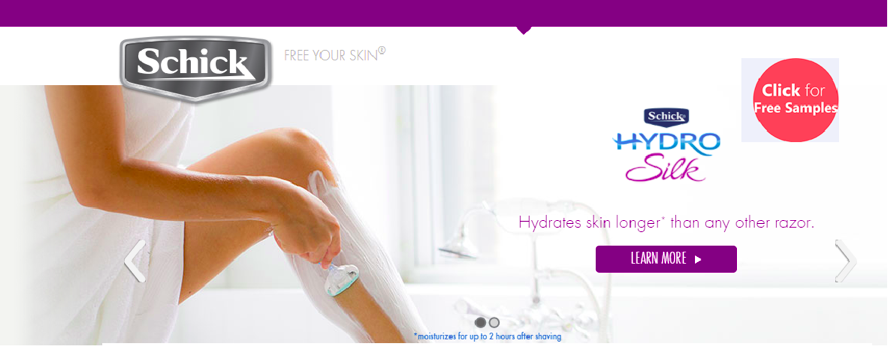 Schick
FREE YOUR SKIN®
Click for
Free Samples
Schick
HYDRO
Silk
Hydrates skin longer* than any other razor.
LEARN MORE
*moisturizes for up to 2 hours after shaving